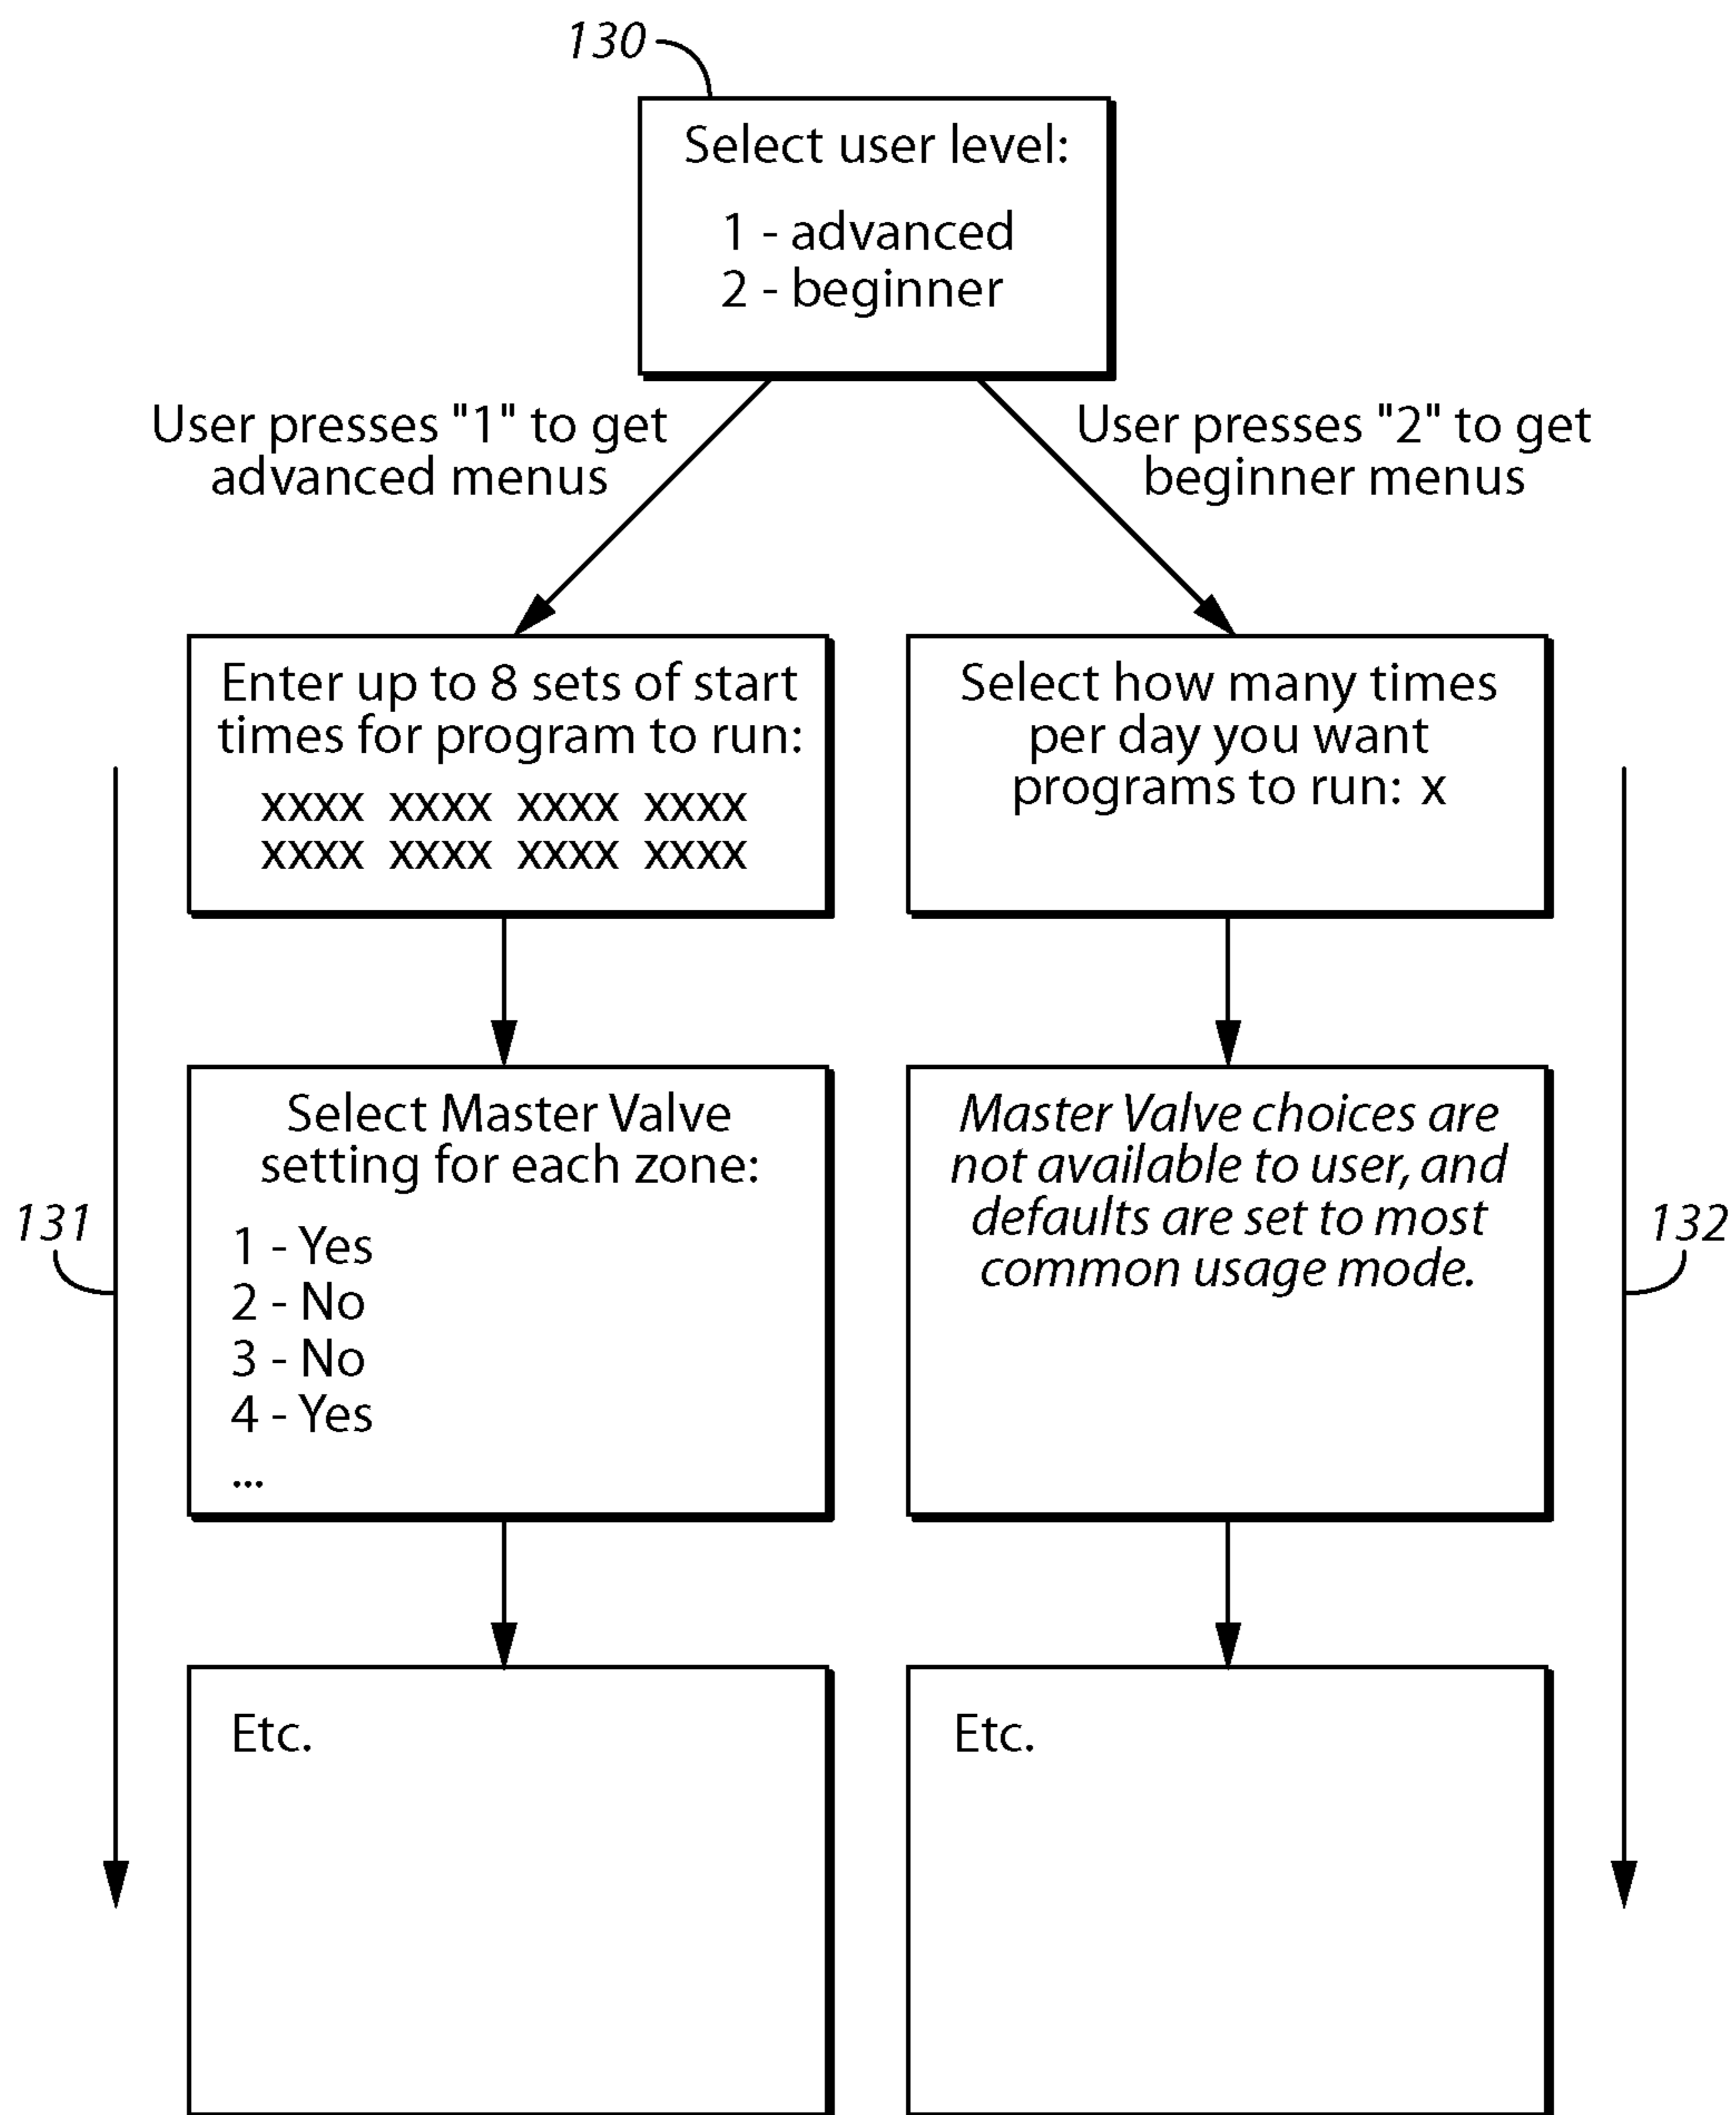 130
Select user level:
1 - advanced
2 - beginner
User presses "1" to get
advanced menus
User presses "2" to get
beginner menus
Enter up to 8 sets of start
times for program to run:
xxxx xxxx xxxx xxxx
xxxx xxxx xxxx xxxx
Select how many times
per day you want
programs to run: x
131
Select Master Valve
setting for each zone:
1 - Yes
2 - No
3 - No
4 - Yes
...
Master Valve choices are
not available to user, and
defaults are set to most
common usage mode.
132
Etc.
Etc.